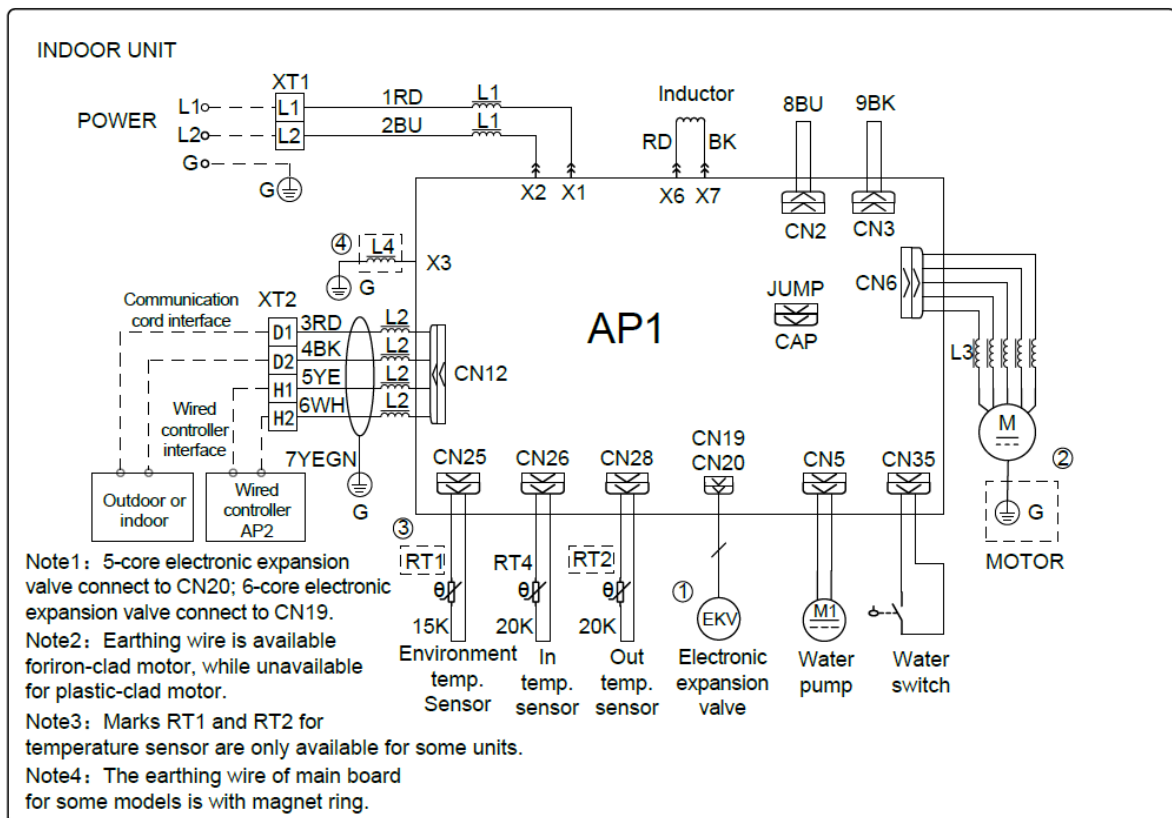 INDOOR UNIT
XT1
POWER
L1
L1
1RD
L1
L2
L2
2BU
L1
G
G
Inductor
RD
BK
8BU
9BK
X2
X1
X6
X7
CN2
CN3
④
L4
G
X3
CN6
JUMP
CAP
AP1
L3
Communication
cord interface
XT2
D1
3RD
L2
D2
4BK
L2
H1
5YE
L2
H2
6WH
L2
CN12
Wired
controller
interface
7YEGN
G
Outdoor or
indoor
Wired
controller
AP2
M
②
G
MOTOR
CN25
CN26
CN28
CN19
CN20
CN5
CN35
③
RT1
RT4
RT2
θ
θ
θ
①
EKV
M1
15K
20K
20K
Environment
temp.
Sensor
In
temp.
sensor
Out
temp.
sensor
Electronic
expansion
valve
Water
pump
Water
switch
Note1：5-core electronic expansion
valve connect to CN20; 6-core electronic
expansion valve connect to CN19.
Note2：Earthing wire is available
foriron-clad motor, while unavailable
for plastic-clad motor.
Note3：Marks RT1 and RT2 for
temperature sensor are only available for some units.
Note4：The earthing wire of main board
for some models is with magnet ring.